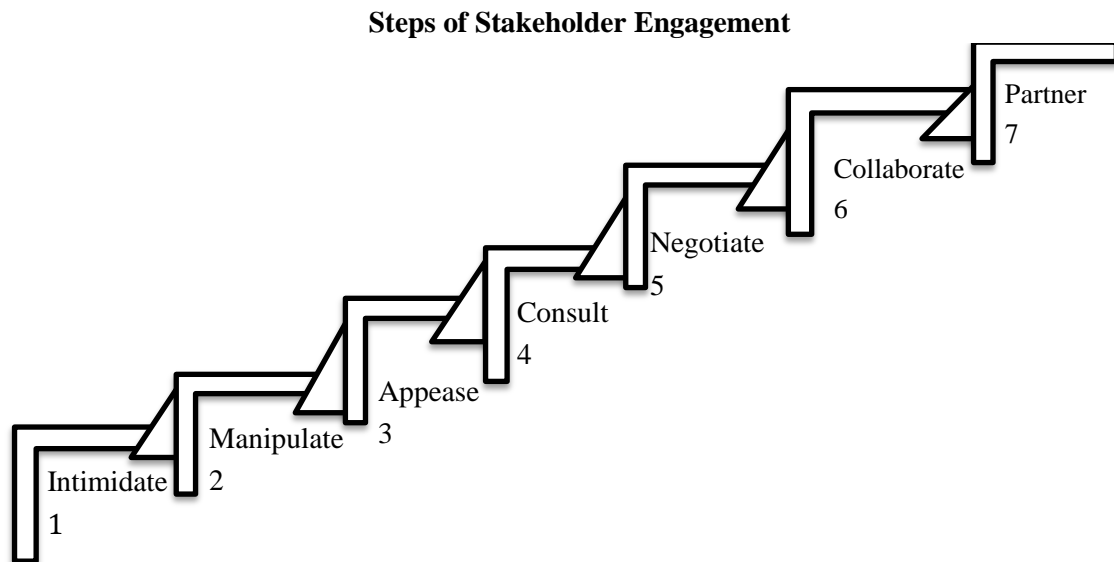 Steps of Stakeholder Engagement
Partner
7
Collaborate
6
Negotiate
5
Consult
4
Appease
3
Manipulate
2
Intimidate
1